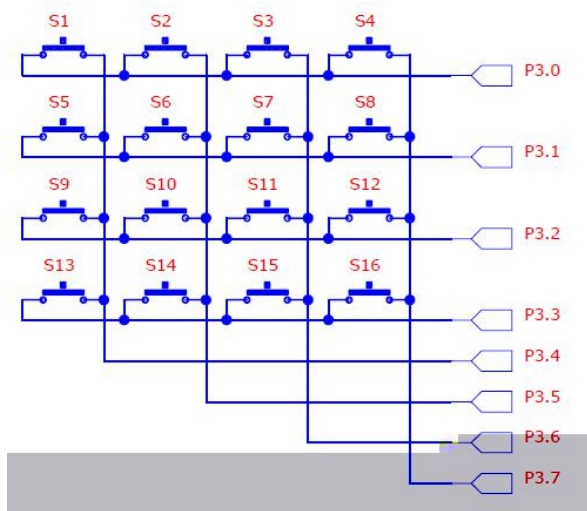 S1 S2 S3 S4
P3.0
S5 S6 S7 S8
P3.1
S9 S10 S11 S12
P3.2
S13 S14 S15 S16
P3.3
P3.4
P3.5
P3.6
P3.7